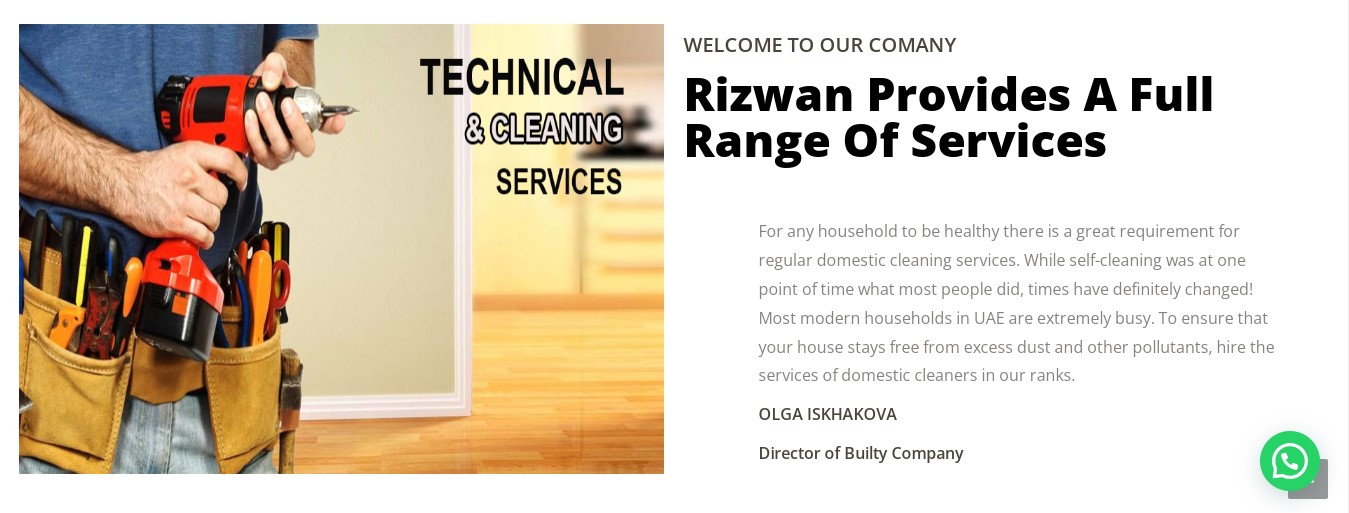 TECHNICAL
& CLEANING
SERVICES
WELCOME TO OUR COMANY
Rizwan Provides A Full
Range Of Services
For any household to be healthy there is a great requirement for
regular domestic cleaning services. While self-cleaning was at one
point of time what most people did, times have definitely changed!
Most modern households in UAE are extremely busy. To ensure that
your house stays free from excess dust and other pollutants, hire the
services of domestic cleaners in our ranks.
OLGA ISKHAKOVA
Director of Builty Company